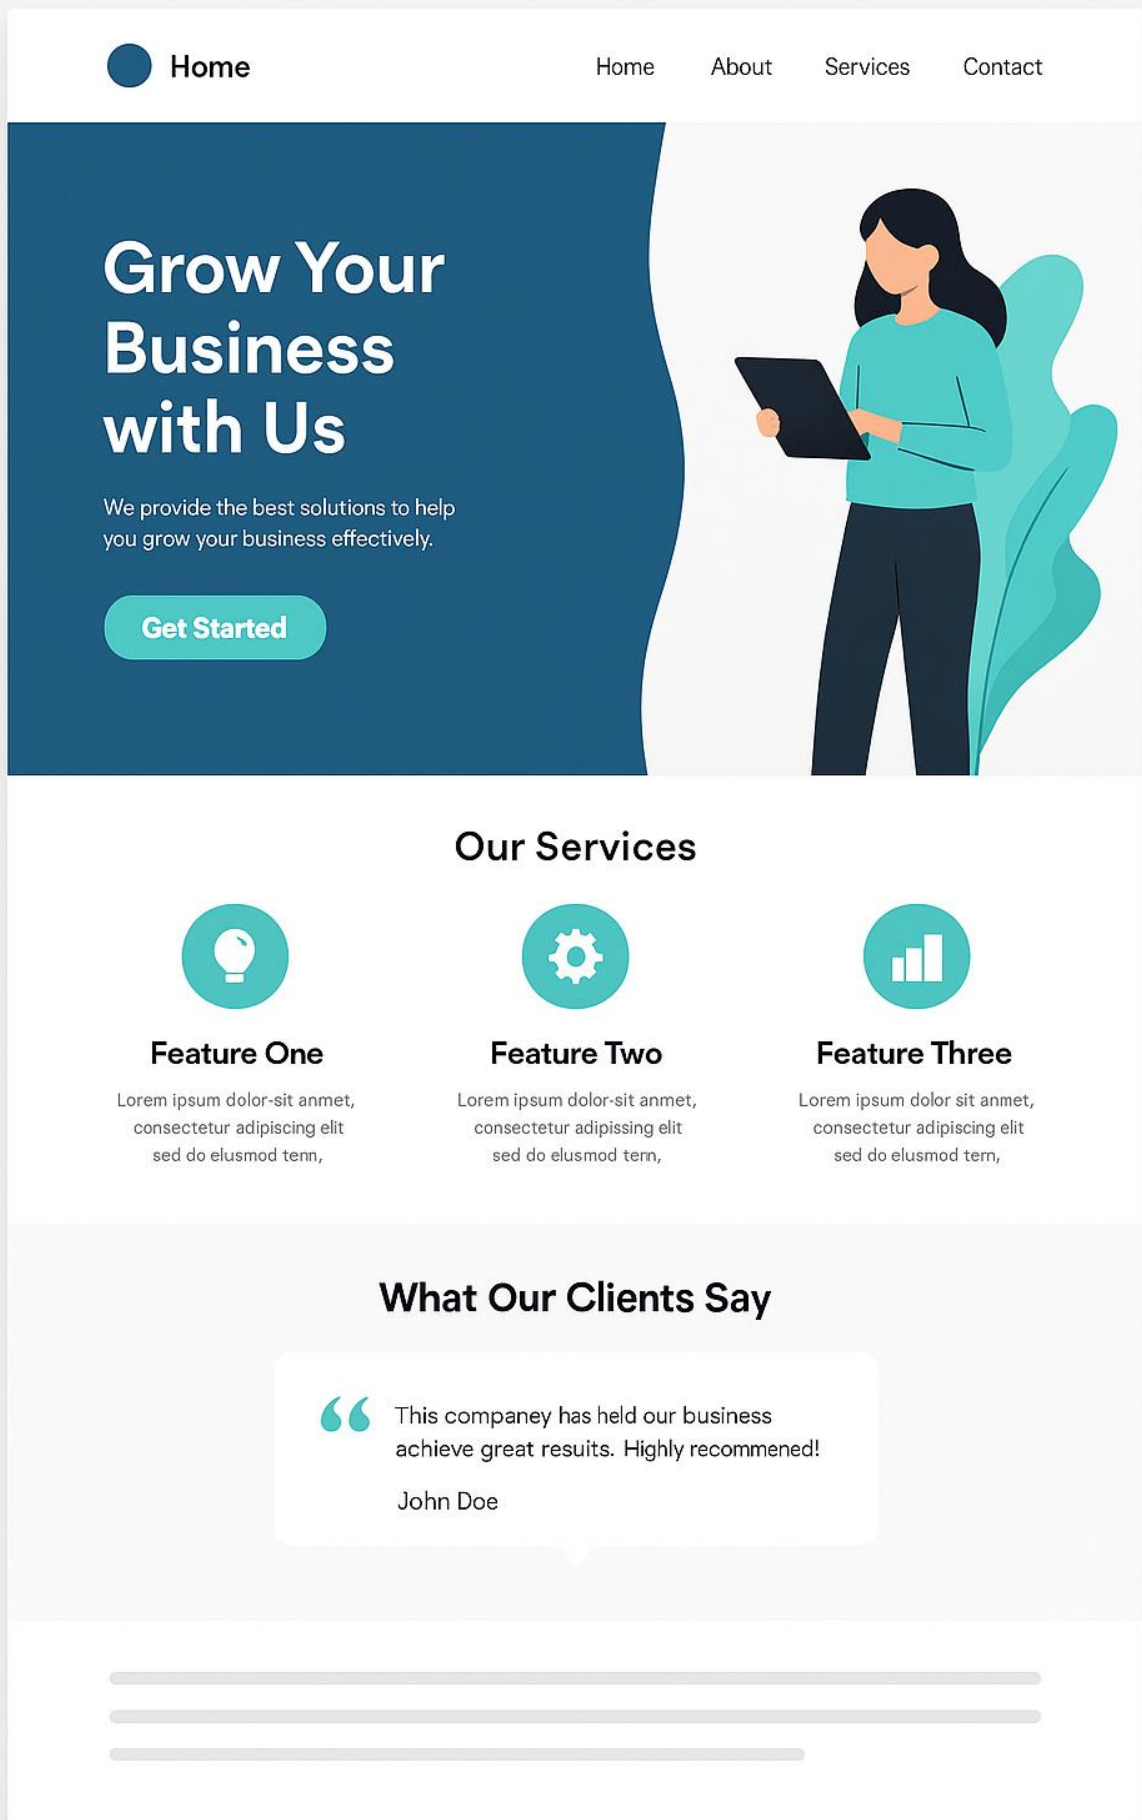 Home
Home About Services Contact
Grow Your
Business
with Us
We provide the best solutions to help
you grow your business effectively.
Get Started
Our Services
Feature One
Lorem ipsum dolor-sit anmet,
consectetur adipiscing elit
sed do elusmod tenn,
Feature Two
Lorem ipsum dolor-sit anmet,
consectetur adipissing elit
sed do elusmod tern,
Feature Three
Lorem ipsum dolor sit anmet,
consectetur adipiscing elit
sed do elusmod tern,
What Our Clients Say
“
This companey has held our business
achieve great resuits. Highly recommened!
John Doe